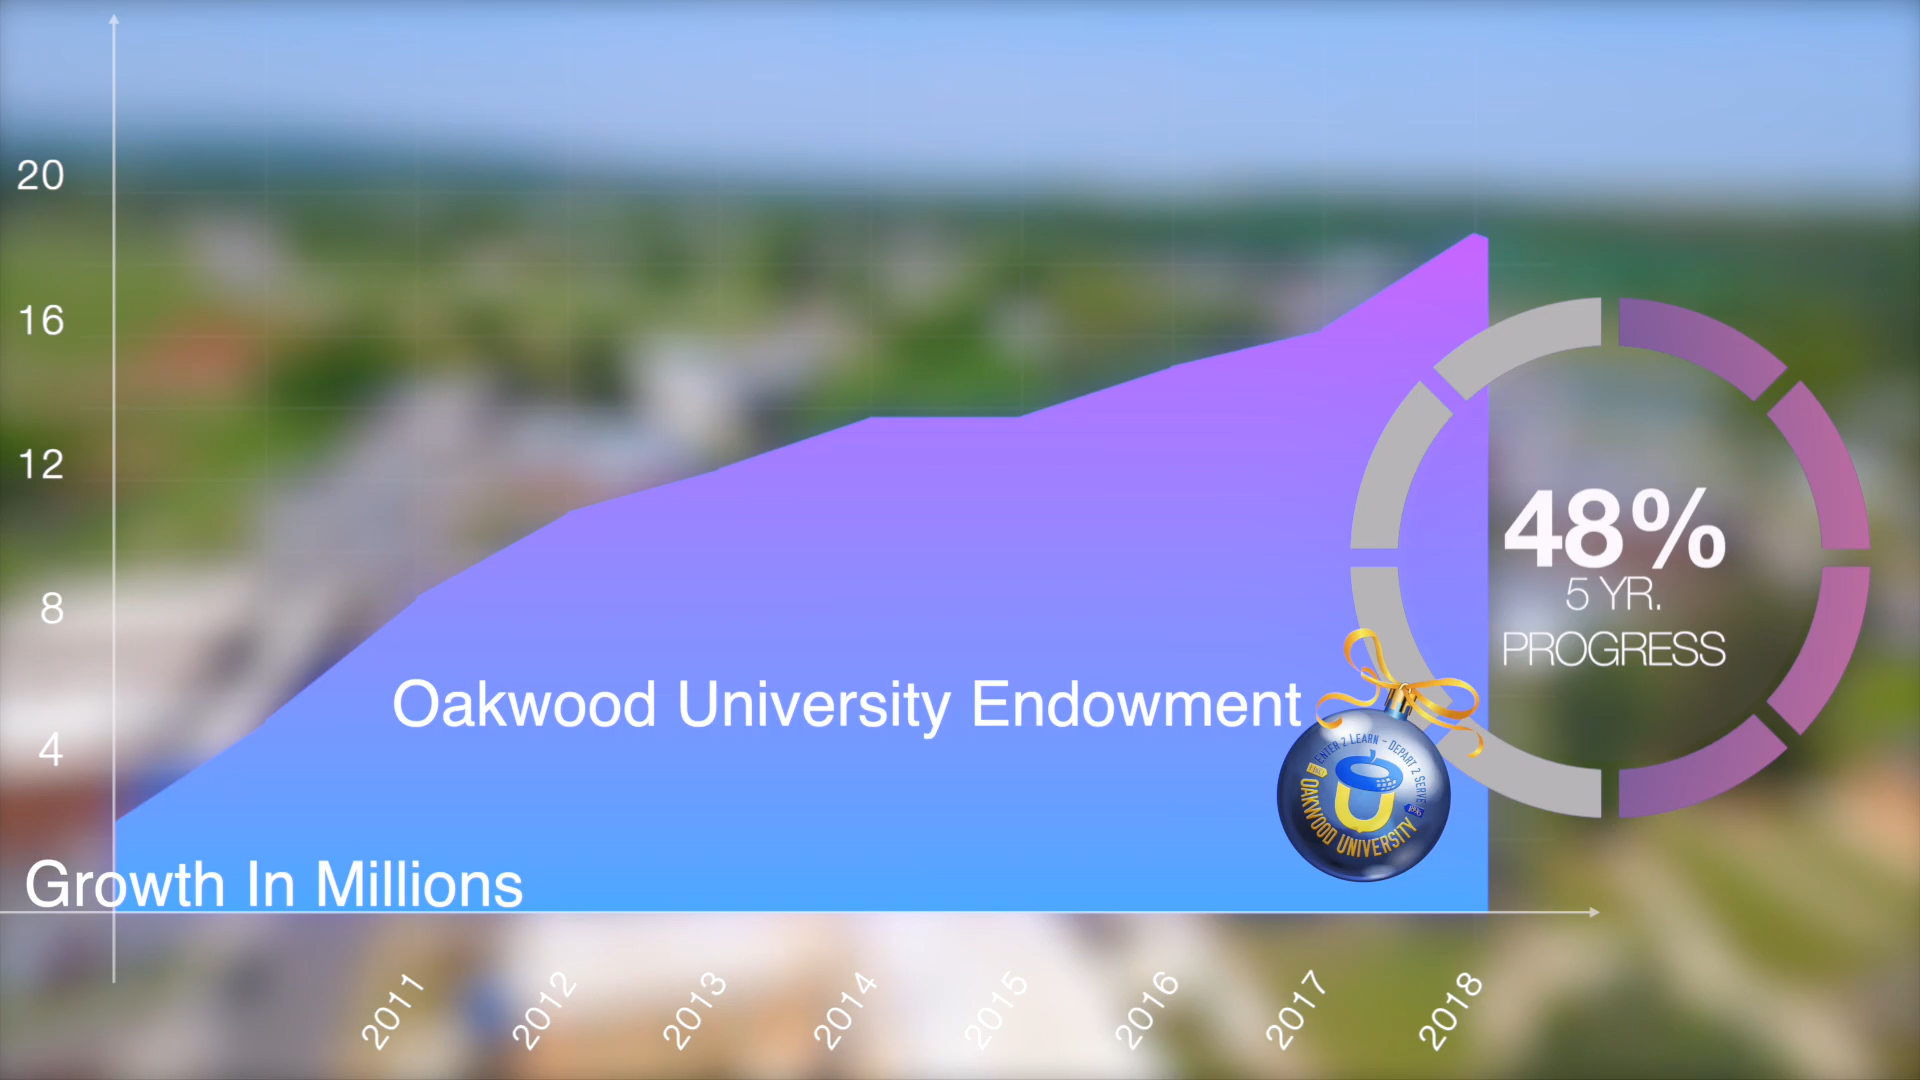 20
16
12
8
4
48%
5 YR.
PROGRESS
Oakwood University Endowment
ENTER 2 LEARN - DEPART 2 SERVE
1896
OAKWOOD UNIVERSITY
Growth In Millions
2011
2012
2013
2014
2015
2016
2017
2018